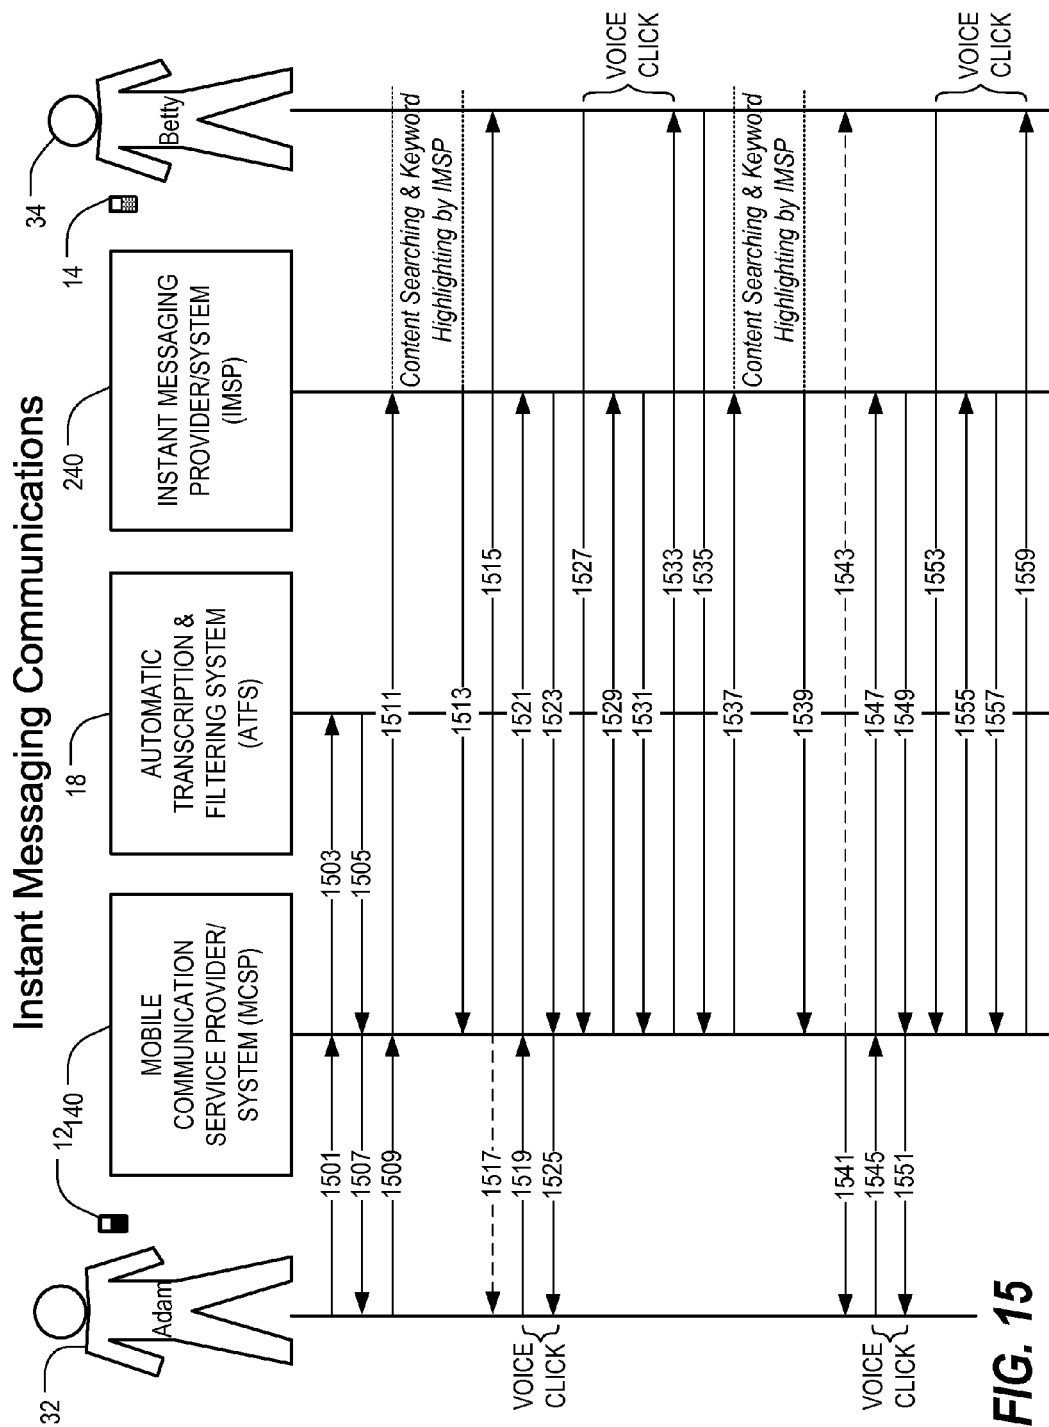 Instant Messaging Communications
32
12
140
18
240
14
34
Adam
MOBILE
COMMUNICATION
SERVICE PROVIDER/
SYSTEM (MCSP)
AUTOMATIC
TRANSCRIPTION &
FILTERING SYSTEM
(ATFS)
INSTANT MESSAGING
PROVIDER/SYSTEM
(IMSP)
Betty
1501
1503
1507
1505
1509
1511
Content Searching & Keyword
Highlighting by IMSP
1513
1517
1515
VOICE
CLICK
1519
1521
1525
1523
1527
1529
1531
1533
VOICE
CLICK
1535
1537
Content Searching & Keyword
Highlighting by IMSP
1539
1541
1543
VOICE
CLICK
1545
1547
1551
1549
1553
1555
1557
1559
VOICE
CLICK
FIG. 15